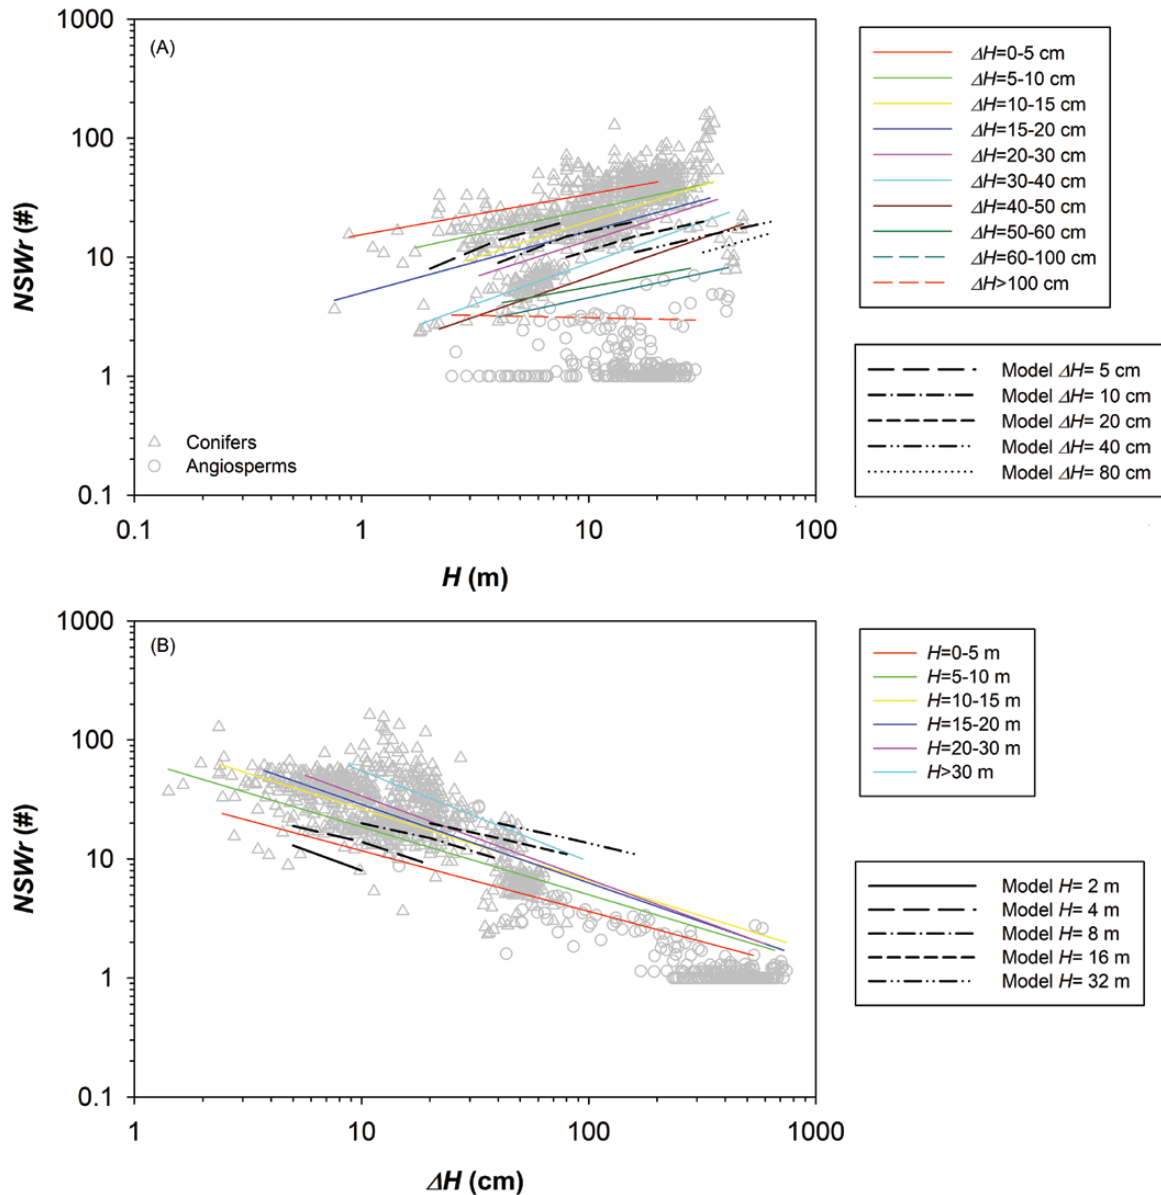 1000
(A)
100
10
1
0.1
NSWr (#)
Conifers
Angiosperms
0.1
1
10
100
H (m)
ΔH=0-5 cm
ΔH=5-10 cm
ΔH=10-15 cm
ΔH=15-20 cm
ΔH=20-30 cm
ΔH=30-40 cm
ΔH=40-50 cm
ΔH=50-60 cm
ΔH=60-100 cm
ΔH>100 cm
Model ΔH= 5 cm
Model ΔH= 10 cm
Model ΔH= 20 cm
Model ΔH= 40 cm
Model ΔH= 80 cm
1000
(B)
100
10
1
0.1
NSWr (#)
1
10
100
1000
ΔH (cm)
H=0-5 m
H=5-10 m
H=10-15 m
H=15-20 m
H=20-30 m
H>30 m
Model H= 2 m
Model H= 4 m
Model H= 8 m
Model H= 16 m
Model H= 32 m